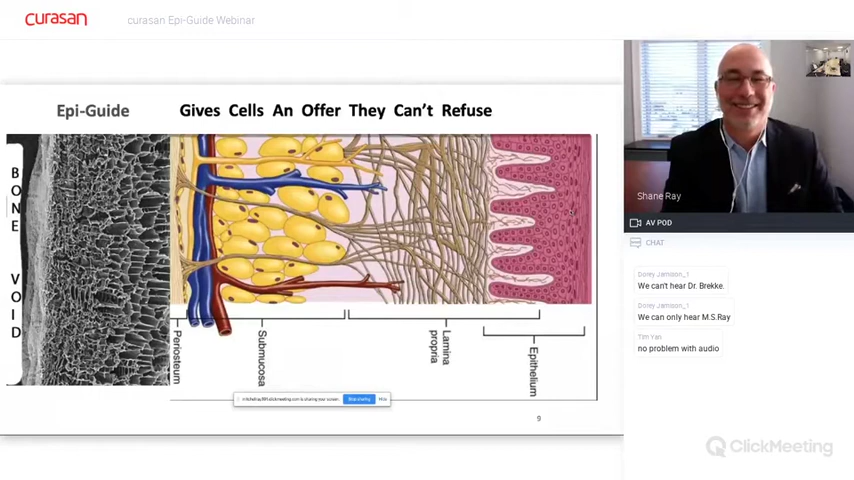 curasan
curasan Epi-Guide Webinar
Epi-Guide
Gives Cells An Offer They Can't Refuse
BONE VOID
Periosteum
Submucosa
Lamina
propria
Epithelium
Stop sharing
Hide
9
Shane Ray
AV POD
CHAT
Dorey Jamison_1
We can't hear Dr. Brekke.
Dorey Jamison_1
We can only hear M.S.Ray
Tim Yan
no problem with audio
ClickMeeting